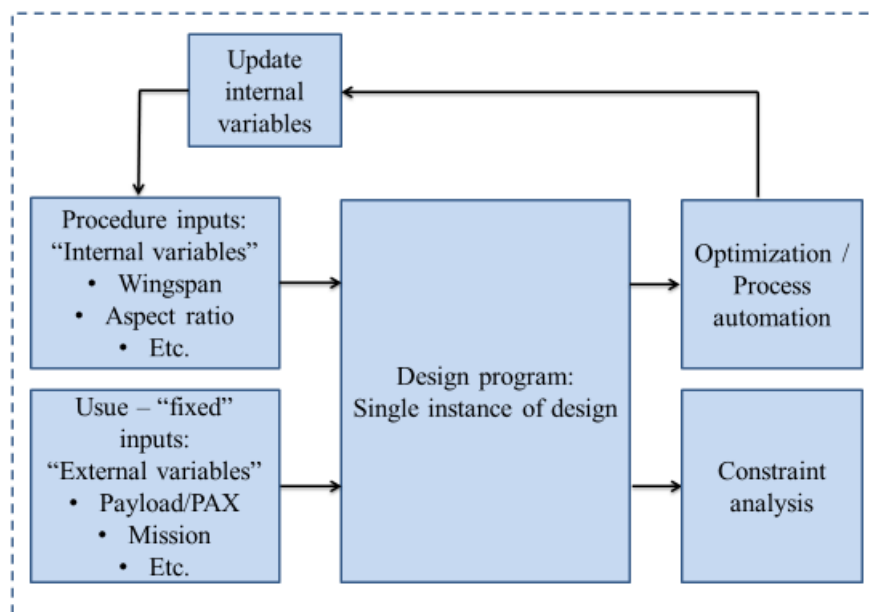 Update
internal
variables
Procedure inputs:
“Internal variables”
• Wingspan
• Aspect ratio
• Etc.
Usue – “fixed”
inputs:
“External variables”
• Payload/PAX
• Mission
• Etc.
Design program:
Single instance of design
Optimization /
Process
automation
Constraint
analysis